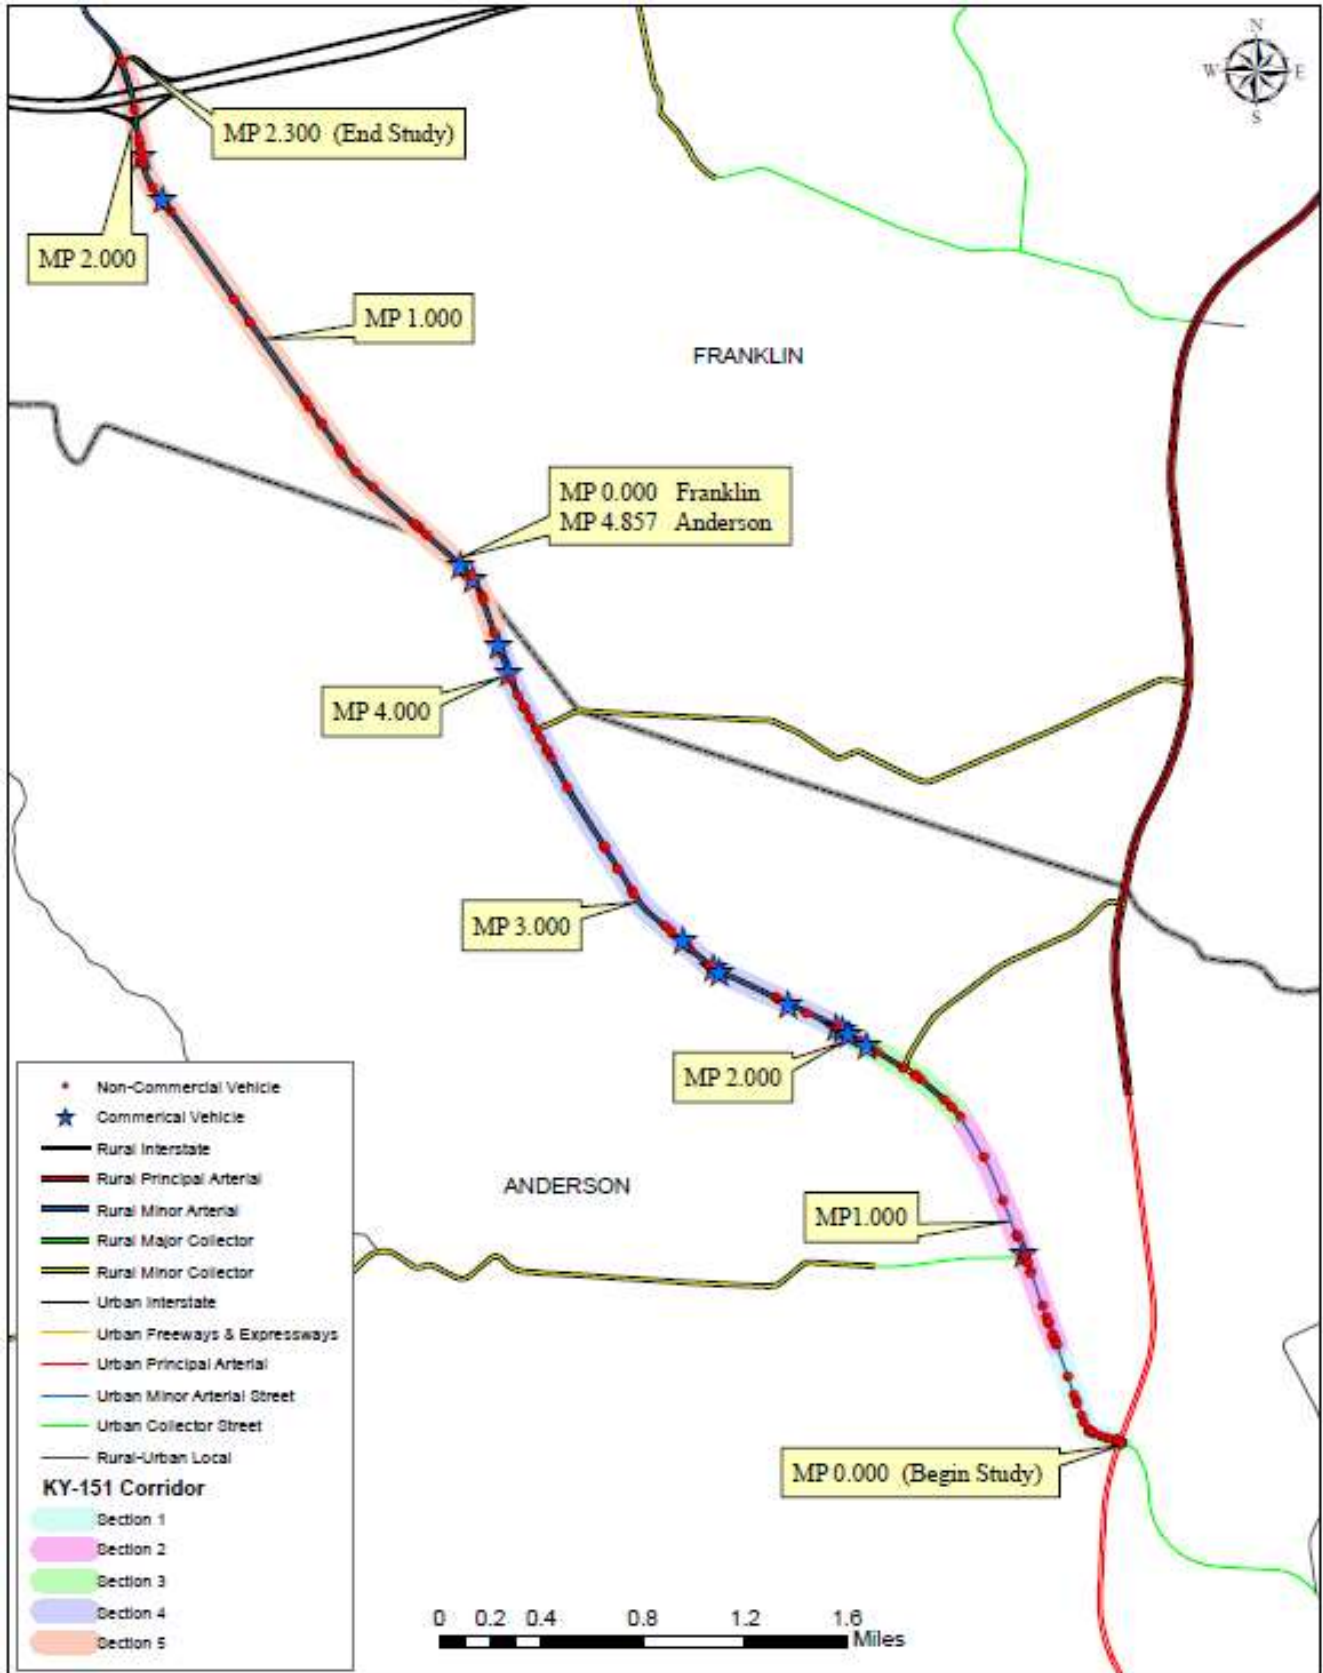 N
W E
S
MP 2.300 (End Study)
MP 2.000
MP 1.000
FRANKLIN
MP 0.000 Franklin
MP 4.857 Anderson
MP 4.000
MP 3.000
MP 2.000
ANDERSON
MP1.000
MP 0.000 (Begin Study)
Non-Commercial Vehicle
Commerical Vehicle
Rural Interstate
Rural Principal Arterial
Rural Minor Arterial
Rural Major Collector
Rural Minor Collector
Urban Interstate
Urban Freeways & Expressways
Urban Principal Arterial
Urban Minor Arterial Street
Urban Collector Street
Rural-Urban Local
KY-151 Corridor
Section 1
Section 2
Section 3
Section 4
Section 5
0 0.2 0.4 0.8 1.2 1.6
Miles